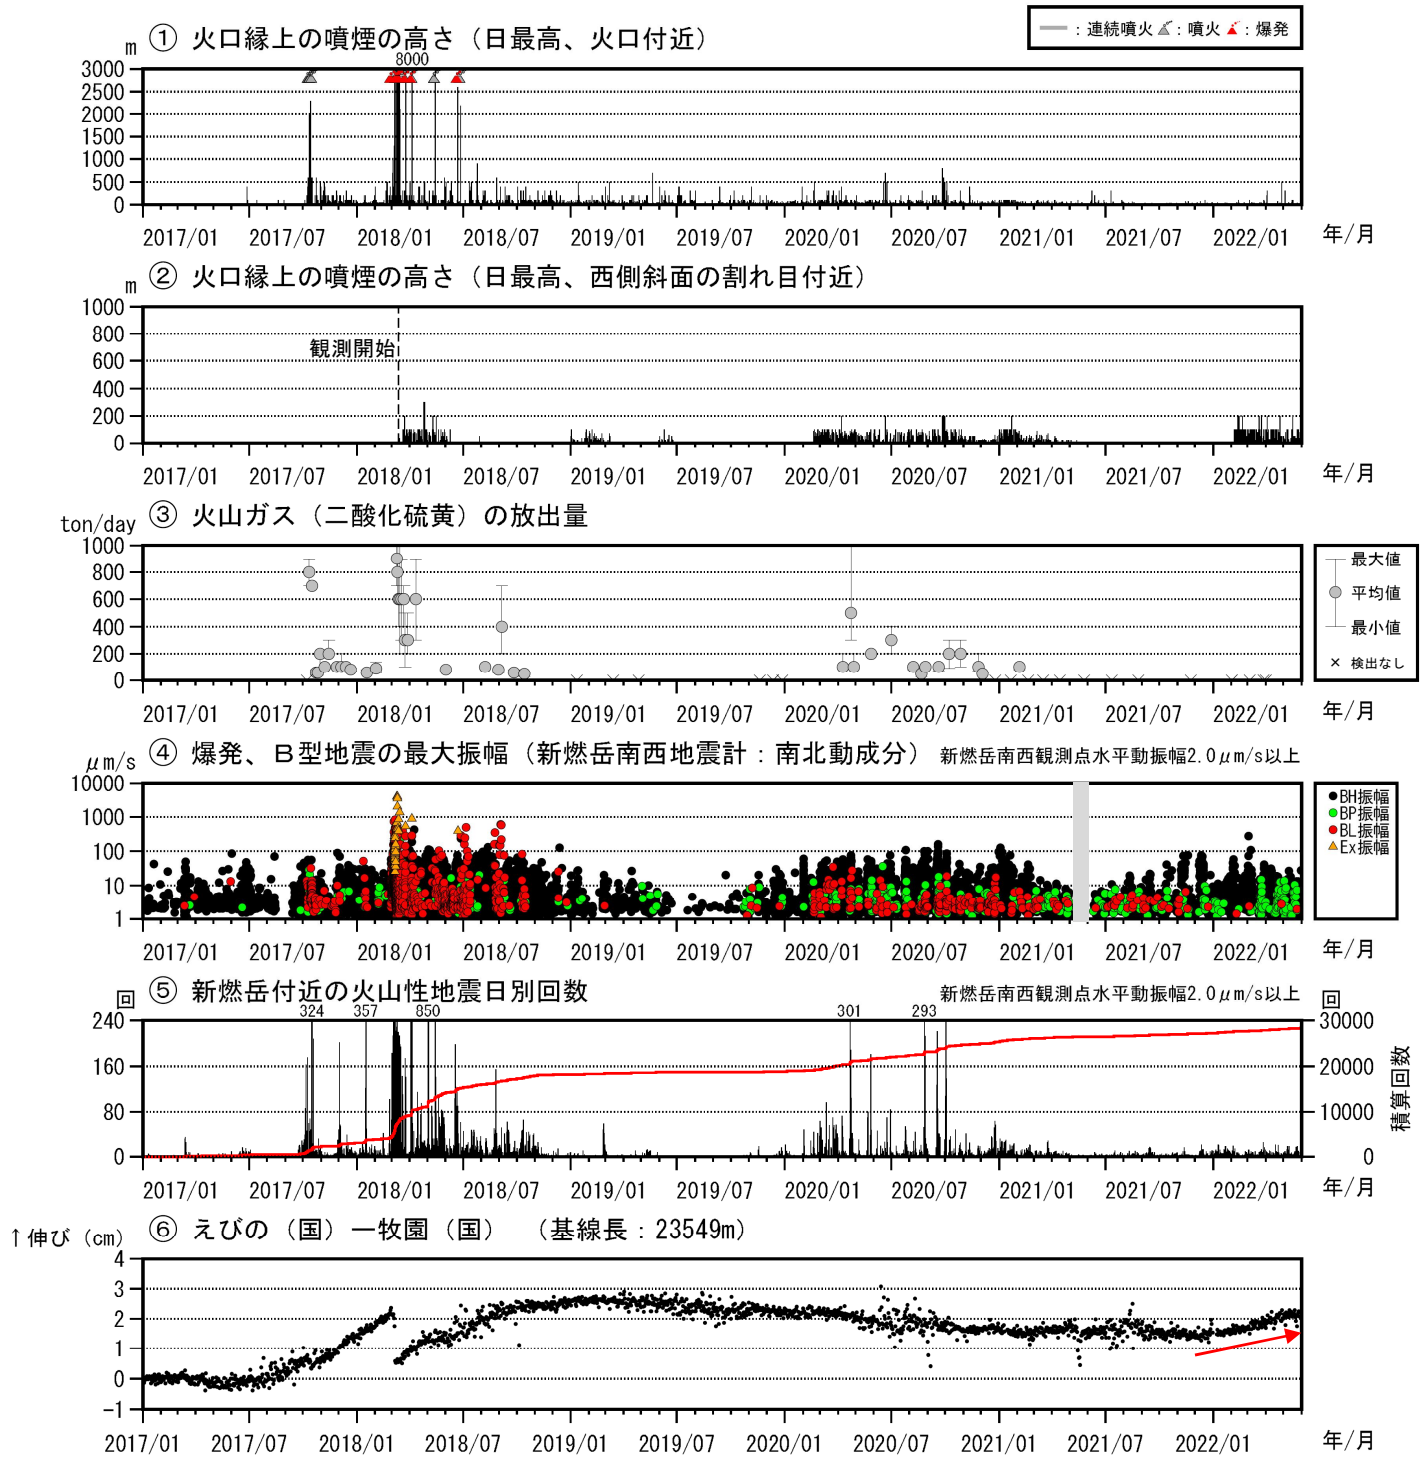 ① 火口縁上の噴煙の高さ（日最高、火口付近）
：連続噴火 ：噴火 ：爆発
m
8000
3000
2500
2000
1500
1000
500
0
2017/01 2017/07 2018/01 2018/07 2019/01 2019/07 2020/01 2020/07 2021/01 2021/07 2022/01 年/月
② 火口縁上の噴煙の高さ（日最高、西側斜面の割れ目付近）
m
1000
800
観測開始
600
400
200
0
2017/01 2017/07 2018/01 2018/07 2019/01 2019/07 2020/01 2020/07 2021/01 2021/07 2022/01 年/月
③ 火山ガス（二酸化硫黄）の放出量
ton/day
1000
800
600
400
200
0
最大値
平均値
最小値
× 検出なし
2017/01 2017/07 2018/01 2018/07 2019/01 2019/07 2020/01 2020/07 2021/01 2021/07 2022/01 年/月
④ 爆発、Ｂ型地震の最大振幅（新燃岳南西地震計：南北動成分） 新燃岳南西観測点水平動振幅2.0μm/s以上
μm/s
10000
1000
100
10
1
BH振幅
BP振幅
BL振幅
Ex振幅
2017/01 2017/07 2018/01 2018/07 2019/01 2019/07 2020/01 2020/07 2021/01 2021/07 2022/01 年/月
⑤ 新燃岳付近の火山性地震日別回数 新燃岳南西観測点水平動振幅2.0μm/s以上
回 回
324 357 850 301 293
240 30000
160 20000
80 10000
0 0
積算回数
2017/01 2017/07 2018/01 2018/07 2019/01 2019/07 2020/01 2020/07 2021/01 2021/07 2022/01 年/月
⑥ えびの（国）―牧園（国） （基線長：23549m）
↑伸び（cm）
4
3
2
1
0
-1
2017/01 2017/07 2018/01 2018/07 2019/01 2019/07 2020/01 2020/07 2021/01 2021/07 2022/01 年/月